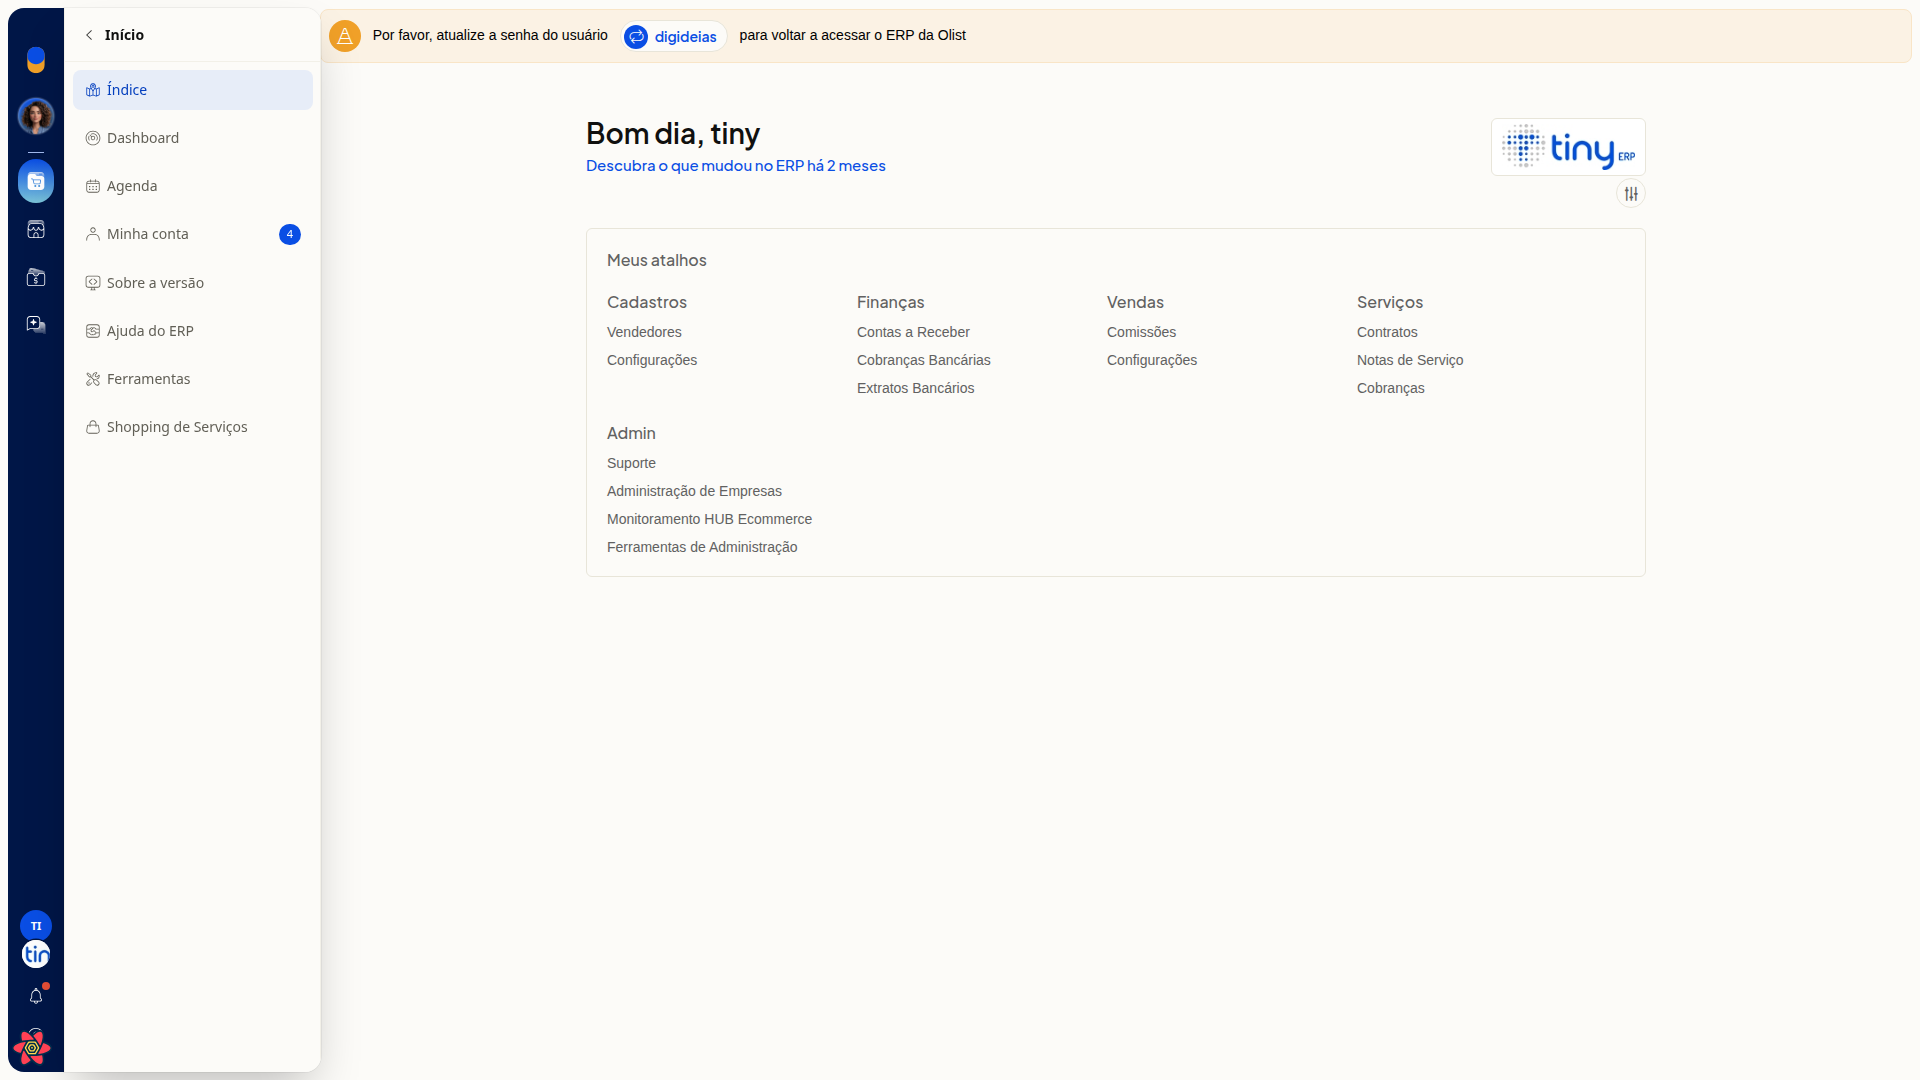 Início
Índice
Dashboard
Agenda
Minha conta 4
Sobre a versão
Ajuda do ERP
Ferramentas
Shopping de Serviços
TI
tin
Por favor, atualize a senha do usuário digideias para voltar a acessar o ERP da Olist
Bom dia, tiny
Descubra o que mudou no ERP há 2 meses
tiny ERP
Meus atalhos
Cadastros
Vendedores
Configurações
Finanças
Contas a Receber
Cobranças Bancárias
Extratos Bancários
Vendas
Comissões
Configurações
Serviços
Contratos
Notas de Serviço
Cobranças
Admin
Suporte
Administração de Empresas
Monitoramento HUB Ecommerce
Ferramentas de Administração